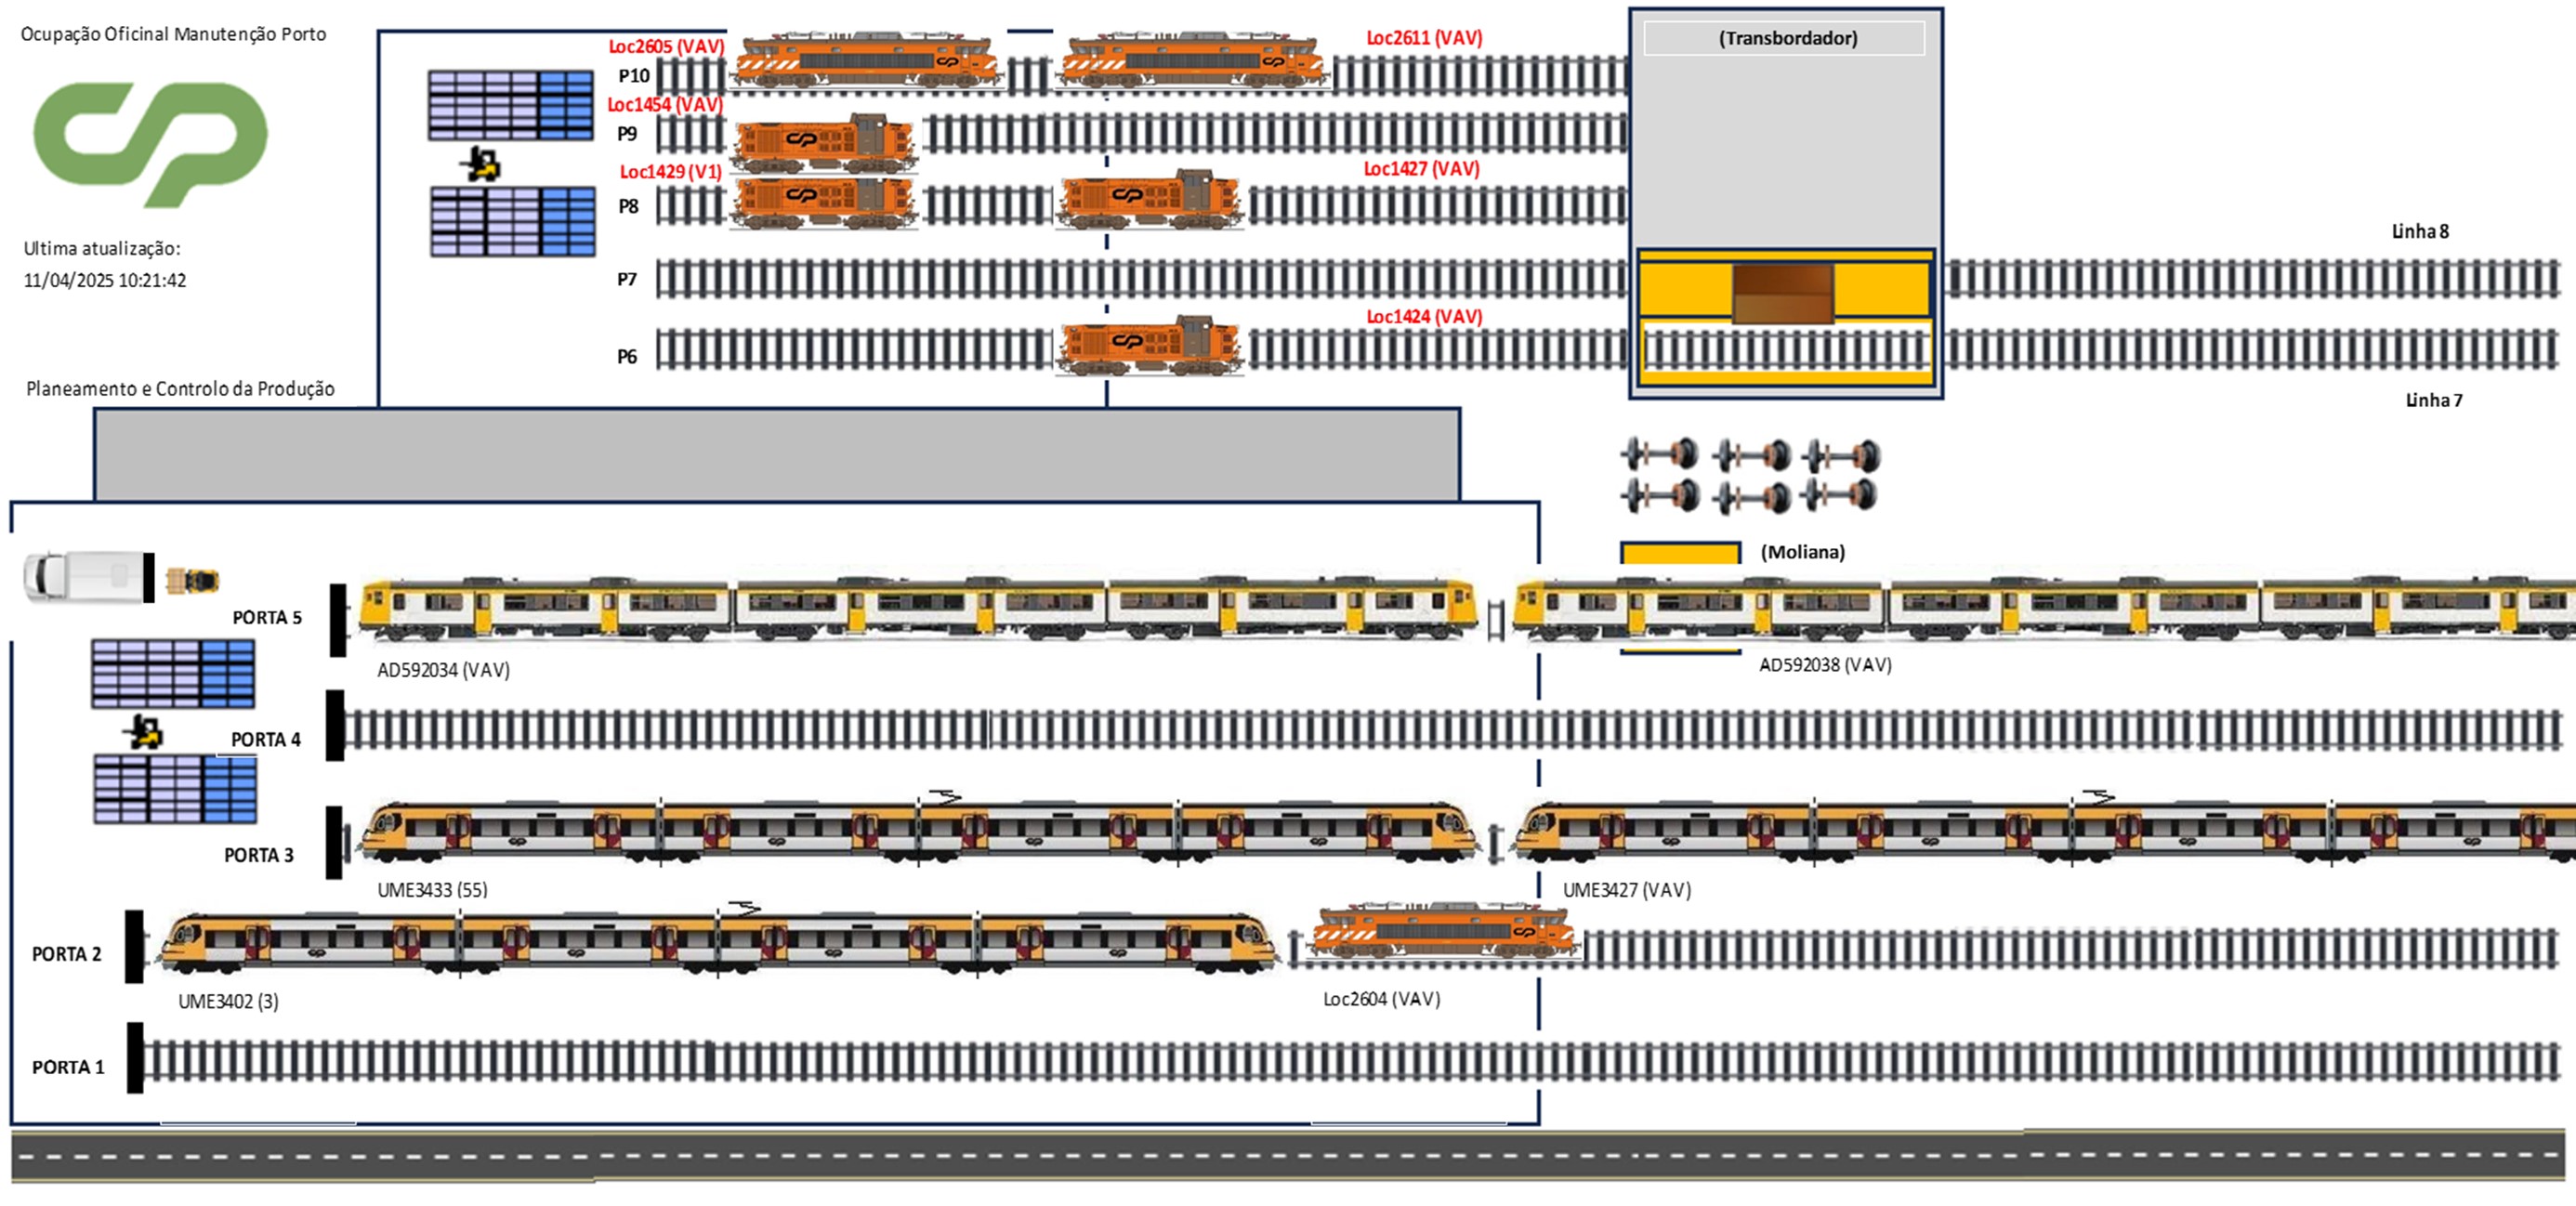 Ocupação Oficinal Manutenção Porto
CP
Ultima atualização:
11/04/2025 10:21:42
Planeamento e Controlo da Produção
Loc2605 (VAV)
Loc2611 (VAV)
P10
Loc1454 (VAV)
P9
Loc1429 (V1)
Loc1427 (VAV)
P8
P7
Loc1424 (VAV)
P6
(Transbordador)
Linha 8
Linha 7
(Moliana)
PORTA 5
AD592034 (VAV)
AD592038 (VAV)
PORTA 4
PORTA 3
UME3433 (55)
UME3427 (VAV)
PORTA 2
UME3402 (3)
Loc2604 (VAV)
PORTA 1